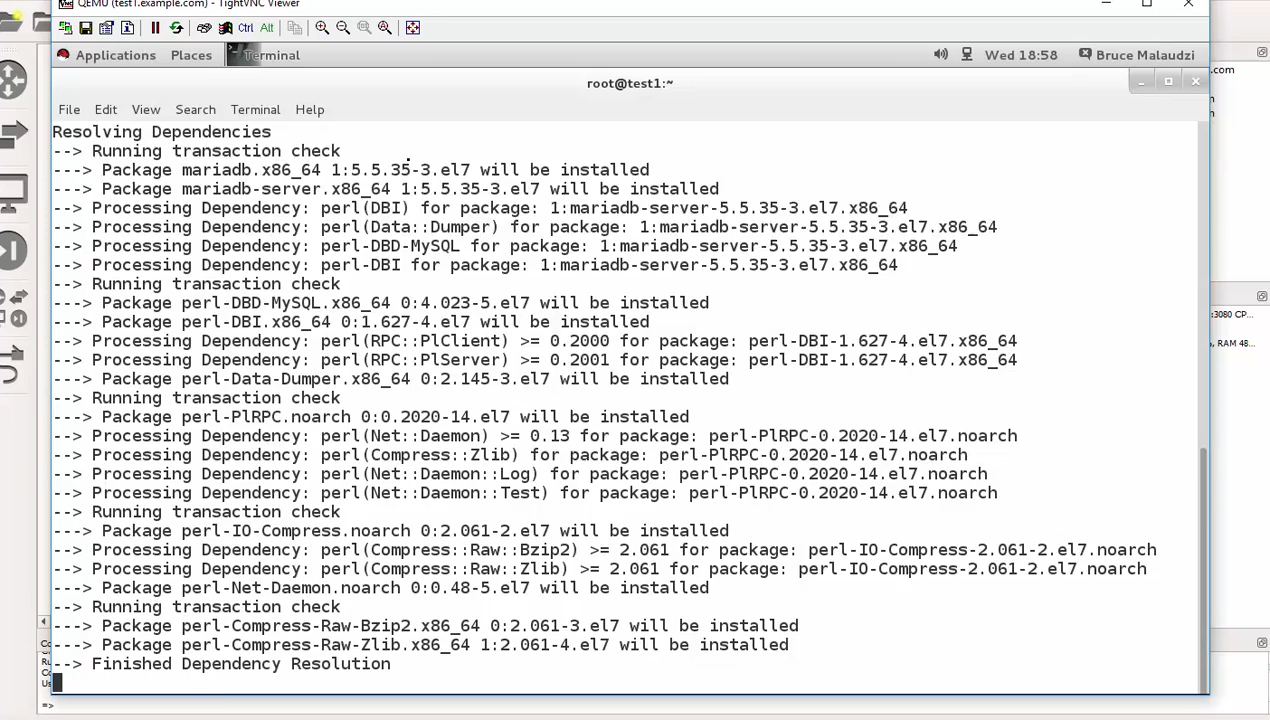 QEMU (test1.example.com) - TightVNC Viewer
Ctrl Alt
Applications Places Terminal Wed 18:58 Bruce Malaudzi
root@test1:~
File Edit View Search Terminal Help
Resolving Dependencies
--> Running transaction check
---> Package mariadb.x86_64 1:5.5.35-3.el7 will be installed
---> Package mariadb-server.x86_64 1:5.5.35-3.el7 will be installed
--> Processing Dependency: perl(DBI) for package: 1:mariadb-server-5.5.35-3.el7.x86_64
--> Processing Dependency: perl(Data::Dumper) for package: 1:mariadb-server-5.5.35-3.el7.x86_64
--> Processing Dependency: perl-DBD-MySQL for package: 1:mariadb-server-5.5.35-3.el7.x86_64
--> Processing Dependency: perl-DBI for package: 1:mariadb-server-5.5.35-3.el7.x86_64
--> Running transaction check
---> Package perl-DBD-MySQL.x86_64 0:4.023-5.el7 will be installed
---> Package perl-DBI.x86_64 0:1.627-4.el7 will be installed
--> Processing Dependency: perl(RPC::PlClient) >= 0.2000 for package: perl-DBI-1.627-4.el7.x86_64
--> Processing Dependency: perl(RPC::PlServer) >= 0.2001 for package: perl-DBI-1.627-4.el7.x86_64
---> Package perl-Data-Dumper.x86_64 0:2.145-3.el7 will be installed
--> Running transaction check
---> Package perl-PlRPC.noarch 0:0.2020-14.el7 will be installed
--> Processing Dependency: perl(Net::Daemon) >= 0.13 for package: perl-PlRPC-0.2020-14.el7.noarch
--> Processing Dependency: perl(Compress::Zlib) for package: perl-PlRPC-0.2020-14.el7.noarch
--> Processing Dependency: perl(Net::Daemon::Log) for package: perl-PlRPC-0.2020-14.el7.noarch
--> Processing Dependency: perl(Net::Daemon::Test) for package: perl-PlRPC-0.2020-14.el7.noarch
--> Running transaction check
---> Package perl-IO-Compress.noarch 0:2.061-2.el7 will be installed
--> Processing Dependency: perl(Compress::Raw::Bzip2) >= 2.061 for package: perl-IO-Compress-2.061-2.el7.noarch
--> Processing Dependency: perl(Compress::Raw::Zlib) >= 2.061 for package: perl-IO-Compress-2.061-2.el7.noarch
---> Package perl-Net-Daemon.noarch 0:0.48-5.el7 will be installed
--> Running transaction check
---> Package perl-Compress-Raw-Bzip2.x86_64 0:2.061-3.el7 will be installed
---> Package perl-Compress-Raw-Zlib.x86_64 1:2.061-4.el7 will be installed
--> Finished Dependency Resolution
.com
:3080 CP...
, RAM 48...
=>